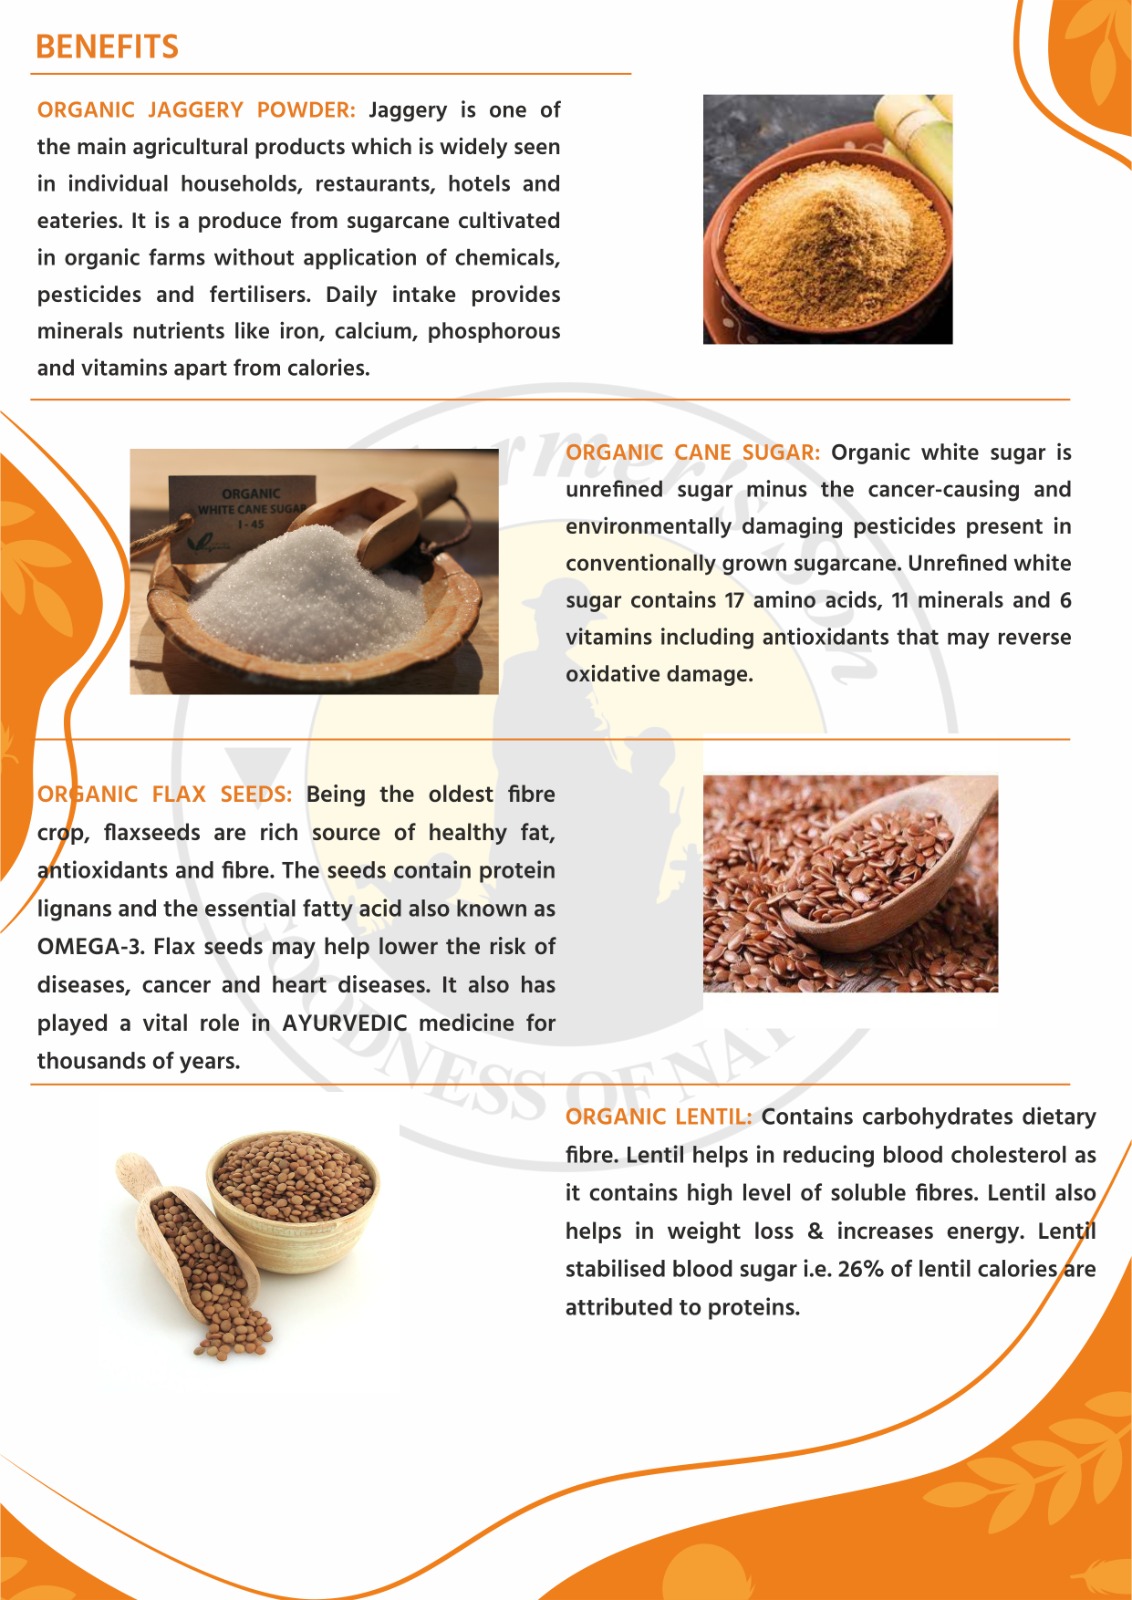 BENEFITS
ORGANIC JAGGERY POWDER: Jaggery is one of
the main agricultural products which is widely seen
in individual households, restaurants, hotels and
eateries. It is a produce from sugarcane cultivated
in organic farms without application of chemicals,
pesticides and fertilisers. Daily intake provides
minerals nutrients like iron, calcium, phosphorous
and vitamins apart from calories.
ORGANIC
WHITE CANE SUGAR
I - 45
ORGANIC CANE SUGAR: Organic white sugar is
unrefined sugar minus the cancer-causing and
environmentally damaging pesticides present in
conventionally grown sugarcane. Unrefined white
sugar contains 17 amino acids, 11 minerals and 6
vitamins including antioxidants that may reverse
oxidative damage.
ORGANIC FLAX SEEDS: Being the oldest fibre
crop, flaxseeds are rich source of healthy fat,
antioxidants and fibre. The seeds contain protein
lignans and the essential fatty acid also known as
OMEGA-3. Flax seeds may help lower the risk of
diseases, cancer and heart diseases. It also has
played a vital role in AYURVEDIC medicine for
thousands of years.
ORGANIC LENTIL: Contains carbohydrates dietary
fibre. Lentil helps in reducing blood cholesterol as
it contains high level of soluble fibres. Lentil also
helps in weight loss & increases energy. Lentil
stabilised blood sugar i.e. 26% of lentil calories are
attributed to proteins.
Son
OF